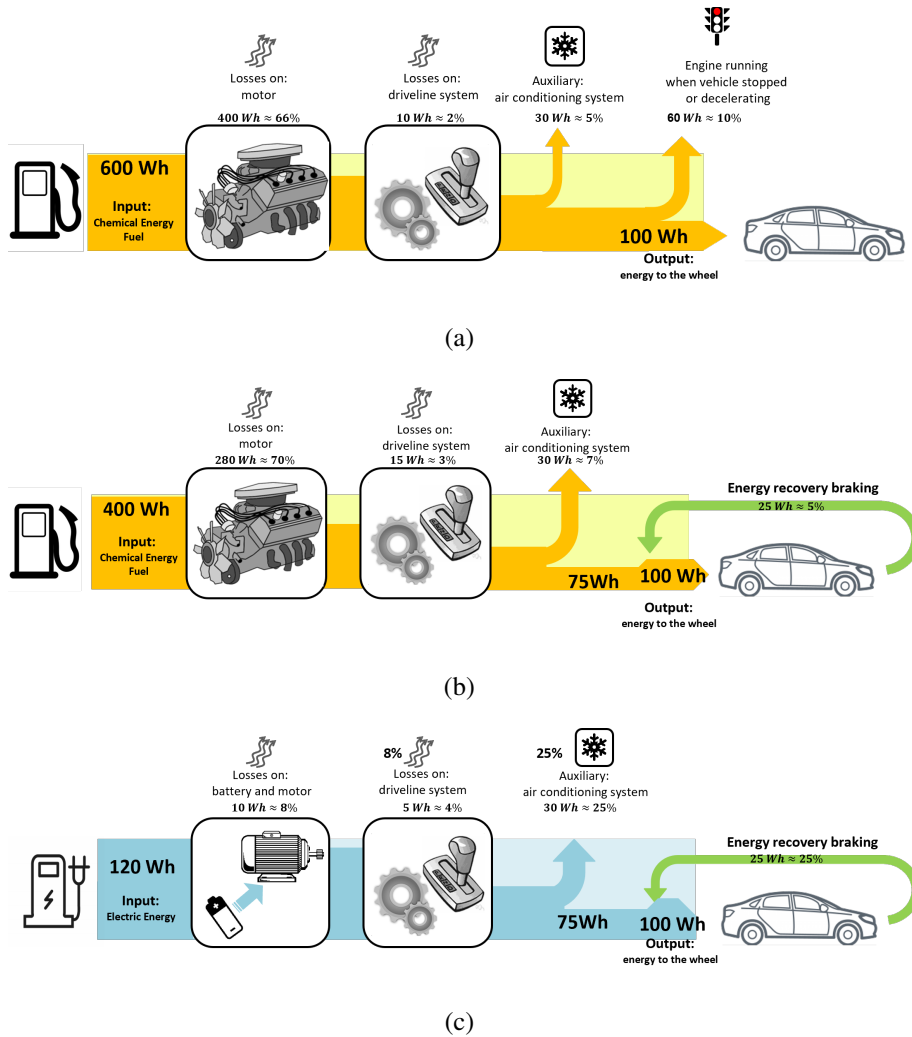 Losses on:
motor
400 Wh ≈ 66%
Losses on:
driveline system
10 Wh ≈ 2%
Auxiliary:
air conditioning system
30 Wh ≈ 5%
Engine running
when vehicle stopped
or decelerating
60 Wh ≈ 10%
600 Wh
Input:
Chemical Energy
Fuel
100 Wh
Output:
energy to the wheel
(a)
Losses on:
motor
280 Wh ≈ 70%
Losses on:
driveline system
15 Wh ≈ 3%
Auxiliary:
air conditioning system
30 Wh ≈ 7%
Energy recovery braking
25 Wh ≈ 5%
400 Wh
Input:
Chemical Energy
Fuel
75Wh
100 Wh
Output:
energy to the wheel
(b)
Losses on:
battery and motor
10 Wh ≈ 8%
8%
Losses on:
driveline system
5 Wh ≈ 4%
25%
Auxiliary:
air conditioning system
30 Wh ≈ 25%
Energy recovery braking
25 Wh ≈ 25%
120 Wh
Input:
Electric Energy
75Wh
100 Wh
Output:
energy to the wheel
(c)